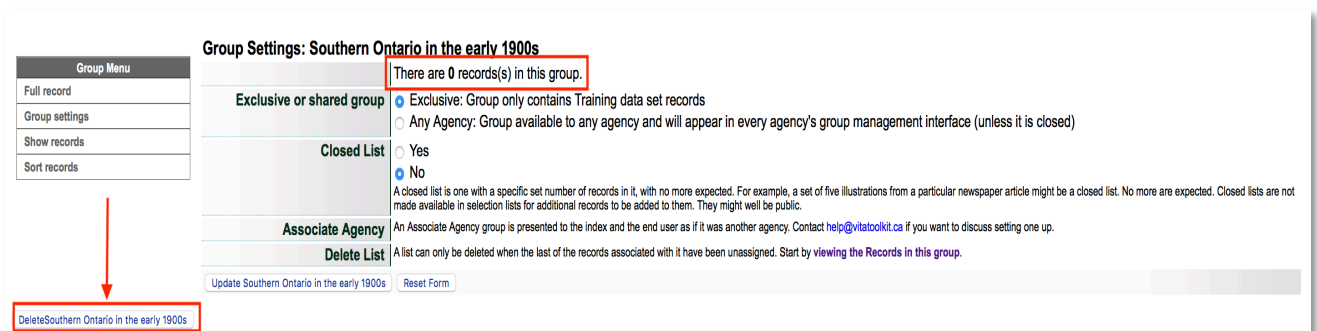 Group Settings: Southern Ontario in the early 1900s
Group Menu
Full record
Group settings
Show records
Sort records
There are 0 records(s) in this group.
Exclusive or shared group
Exclusive: Group only contains Training data set records
Any Agency: Group available to any agency and will appear in every agency's group management interface (unless it is closed)
Closed List
Yes
No
A closed list is one with a specific set number of records in it, with no more expected. For example, a set of five illustrations from a particular newspaper article might be a closed list. No more are expected. Closed lists are not
made available in selection lists for additional records to be added to them. They might well be public.
Associate Agency
An Associate Agency group is presented to the index and the end user as if it was another agency. Contact help@vitatoolkit.ca if you want to discuss setting one up.
Delete List
A list can only be deleted when the last of the records associated with it have been unassigned. Start by viewing the Records in this group.
Update Southern Ontario in the early 1900s
Reset Form
DeleteSouthern Ontario in the early 1900s